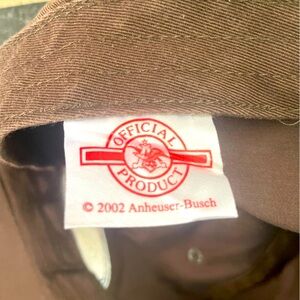 OFFICIAL
PRODUCT
© 2002 Anheuser-Busch